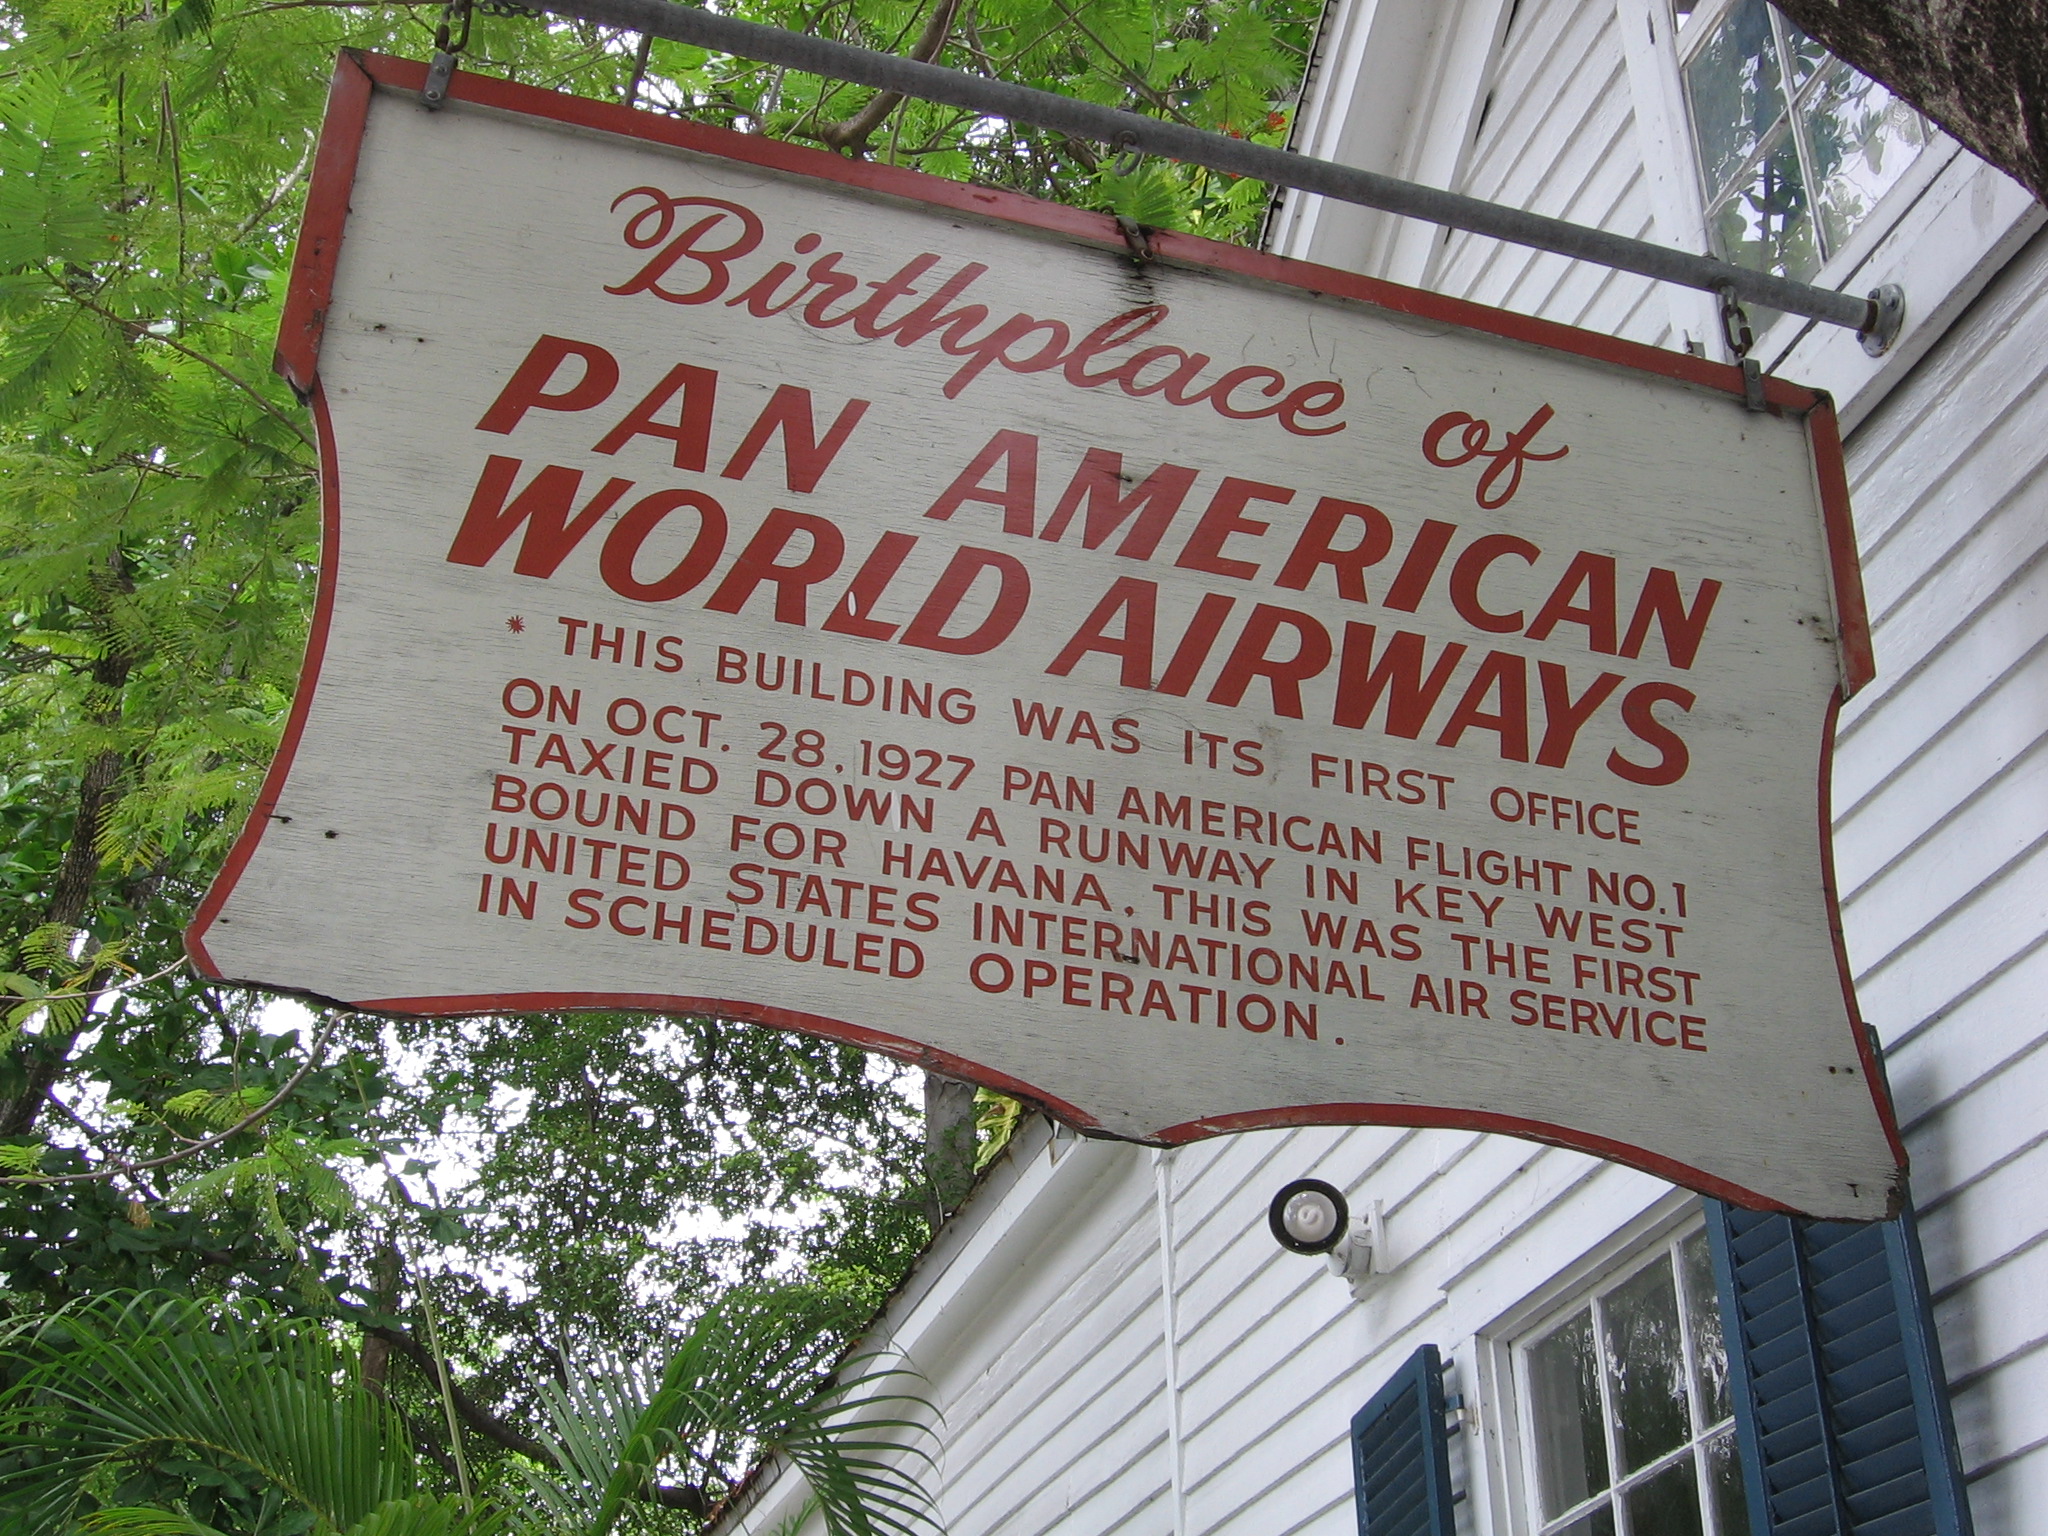 Birthplace of
PAN AMERICAN
WORLD AIRWAYS
* THIS BUILDING WAS ITS FIRST OFFICE
ON OCT. 28, 1927 PAN AMERICAN FLIGHT NO.1
TAXIED DOWN A RUNWAY IN KEY WEST
BOUND FOR HAVANA, THIS WAS THE FIRST
UNITED STATES INTERNATIONAL AIR SERVICE
IN SCHEDULED OPERATION.